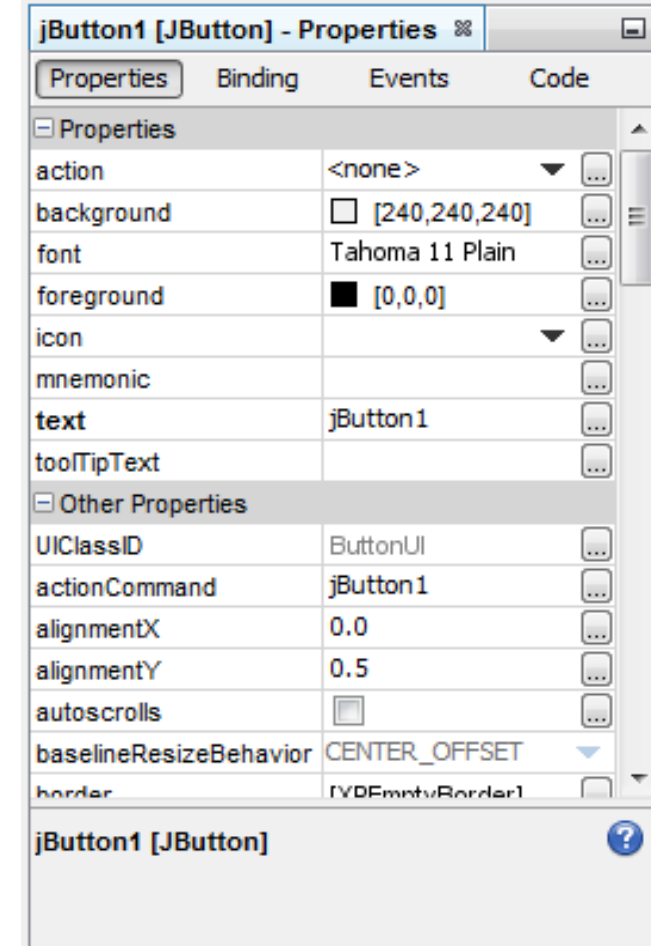 jButton1 [JButton] - Properties
Properties Binding Events Code
Properties
action <none> ...
background [240,240,240] ...
font Tahoma 11 Plain ...
foreground [0,0,0] ...
icon ...
mnemonic ...
text jButton1 ...
toolTipText ...
Other Properties
UIClassID ButtonUI ...
actionCommand jButton1 ...
alignmentX 0.0 ...
alignmentY 0.5 ...
autoscrolls ...
baselineResizeBehavior CENTER_OFFSET
border [XPEmptyBorder]
jButton1 [JButton] ?